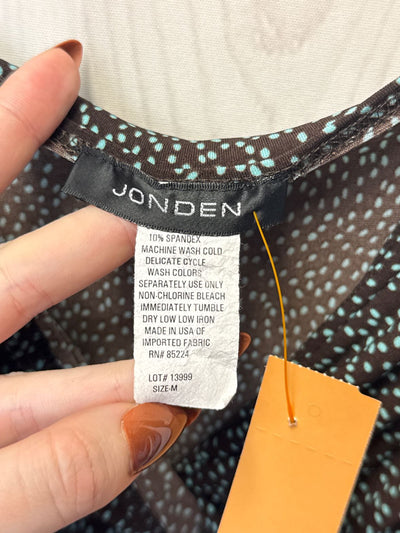 JONDEN
10% SPANDEX
MACHINE WASH COLD
DELICATE CYCLE
WASH COLORS
SEPARATELY USE ONLY
NON-CHLORINE BLEACH
IMMEDIATELY TUMBLE
DRY LOW LOW IRON
MADE IN USA OF
IMPORTED FABRIC
RN# 85224
LOT# 13999
SIZE-M